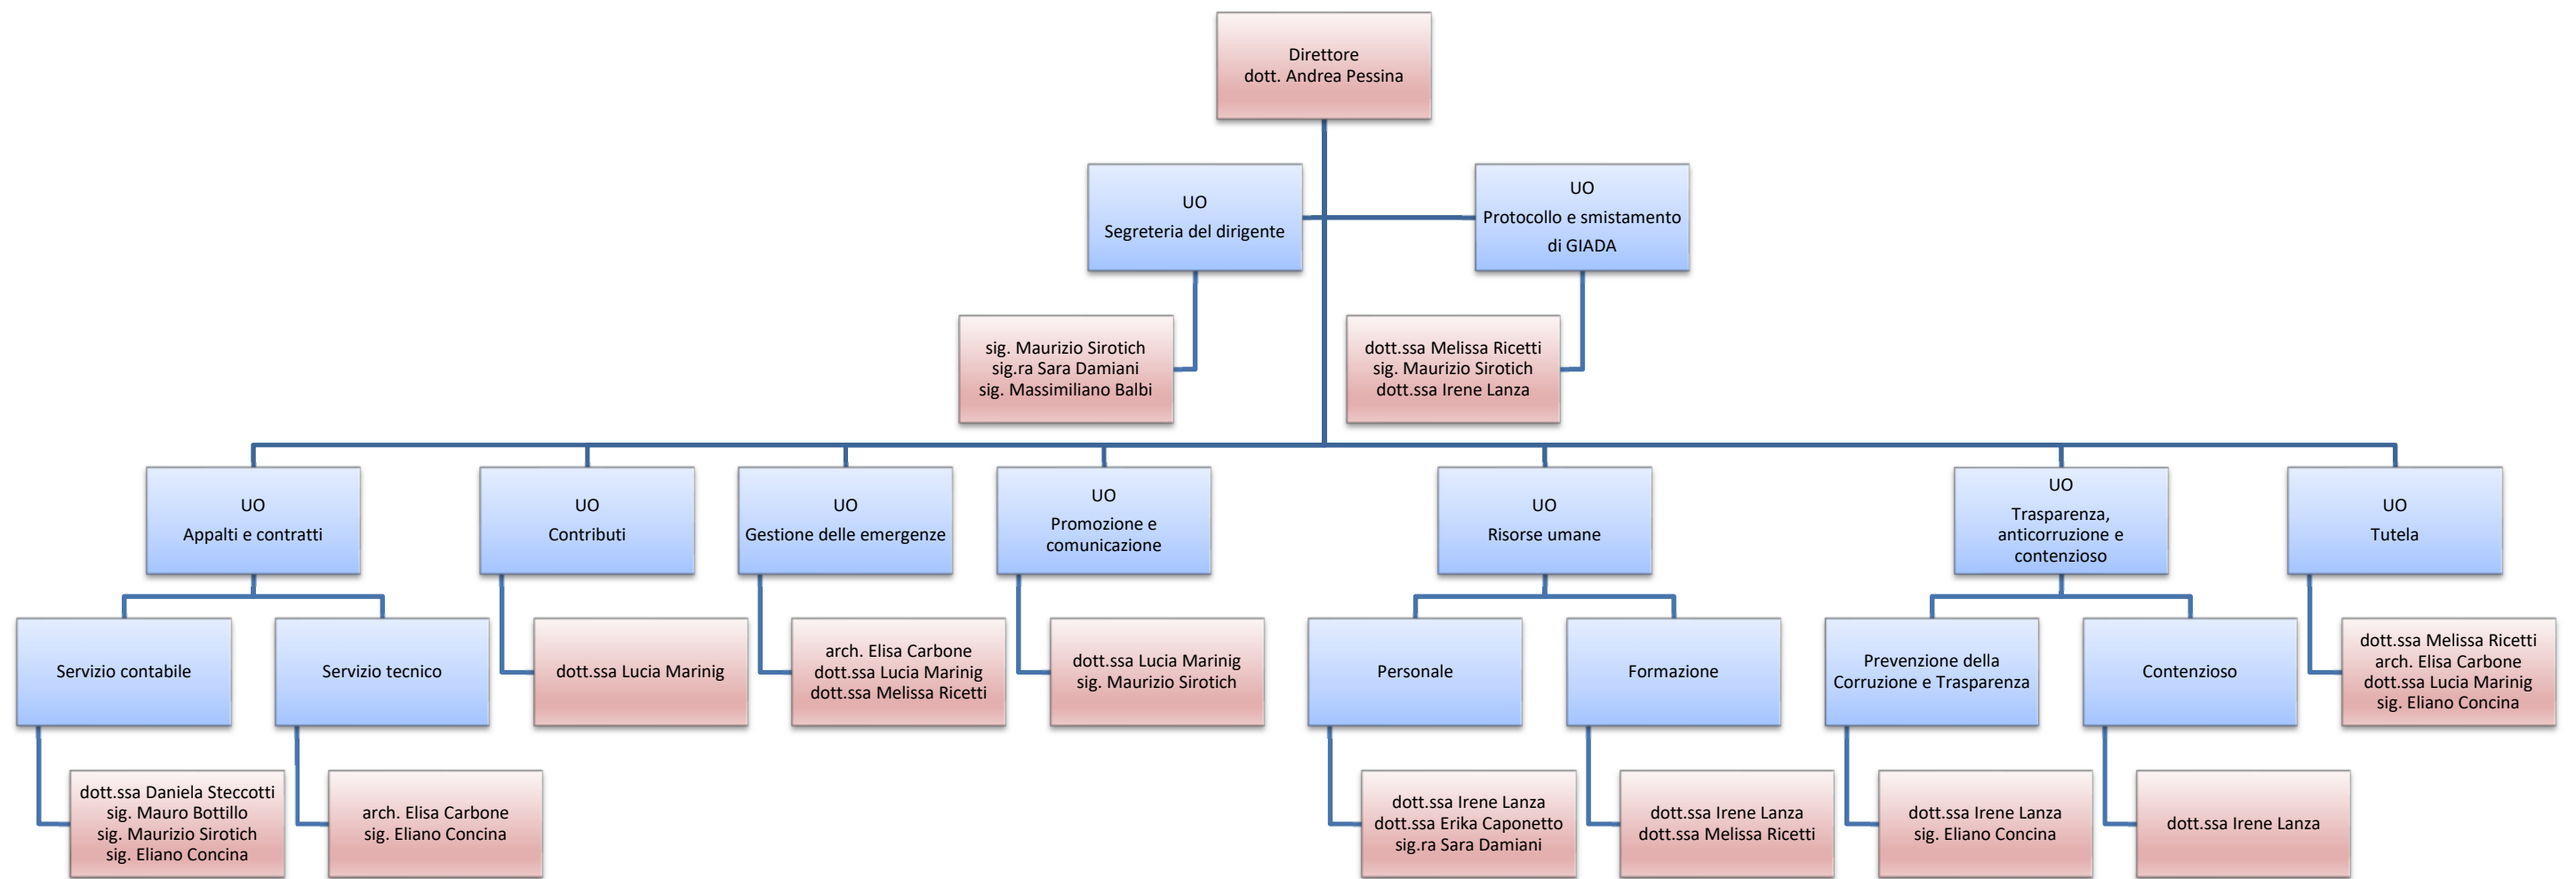 Direttore
dott. Andrea Pessina
UO
Segreteria del dirigente
UO
Protocollo e smistamento
di GIADA
sig. Maurizio Sirotich
sig.ra Sara Damiani
sig. Massimiliano Balbi
dott.ssa Melissa Ricetti
sig. Maurizio Sirotich
dott.ssa Irene Lanza
UO
Appalti e contratti
UO
Contributi
UO
Gestione delle emergenze
UO
Promozione e
comunicazione
UO
Risorse umane
UO
Trasparenza,
anticorruzione e
contenzioso
UO
Tutela
Servizio contabile
Servizio tecnico
dott.ssa Lucia Marinig
arch. Elisa Carbone
dott.ssa Lucia Marinig
dott.ssa Melissa Ricetti
dott.ssa Lucia Marinig
sig. Maurizio Sirotich
Personale
Formazione
Prevenzione della
Corruzione e Trasparenza
Contenzioso
dott.ssa Melissa Ricetti
arch. Elisa Carbone
dott.ssa Lucia Marinig
sig. Eliano Concina
dott.ssa Daniela Steccotti
sig. Mauro Bottillo
sig. Maurizio Sirotich
sig. Eliano Concina
arch. Elisa Carbone
sig. Eliano Concina
dott.ssa Irene Lanza
dott.ssa Erika Caponetto
sig.ra Sara Damiani
dott.ssa Irene Lanza
dott.ssa Melissa Ricetti
dott.ssa Irene Lanza
sig. Eliano Concina
dott.ssa Irene Lanza